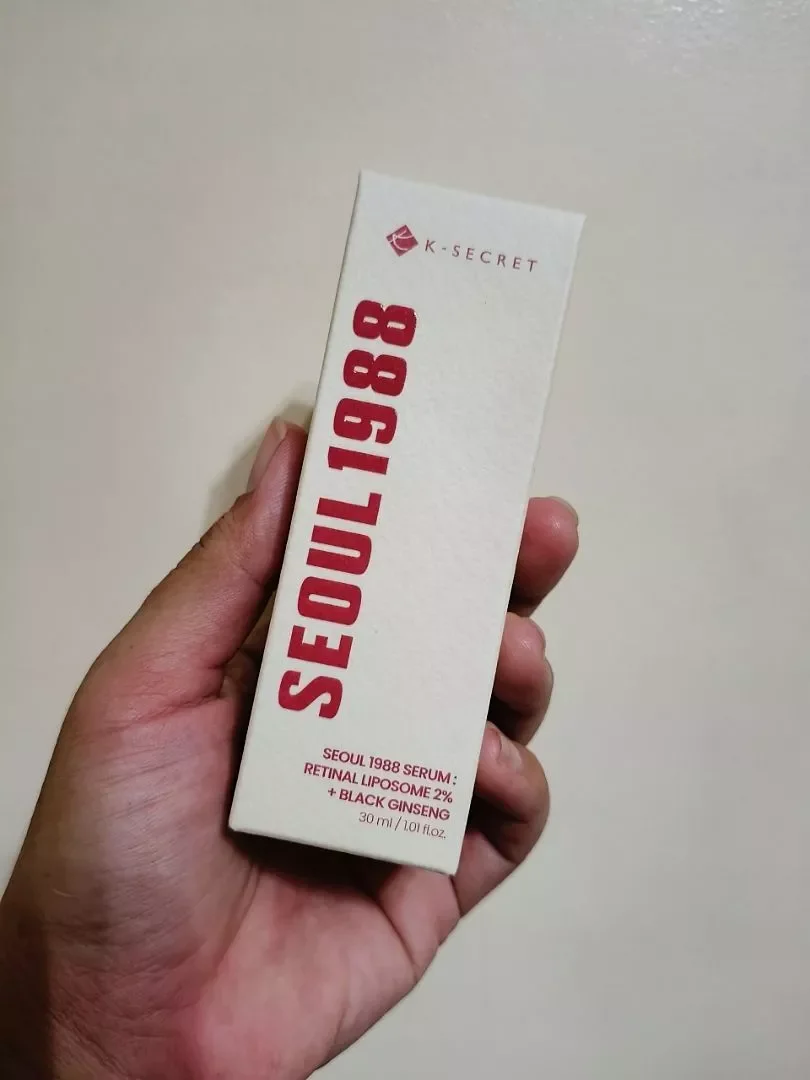 K-SECRET
SEOUL 1988
SEOUL 1988 SERUM :
RETINAL LIPOSOME 2%
+ BLACK GINSENG
30 ml / 1.01 fl.oz.